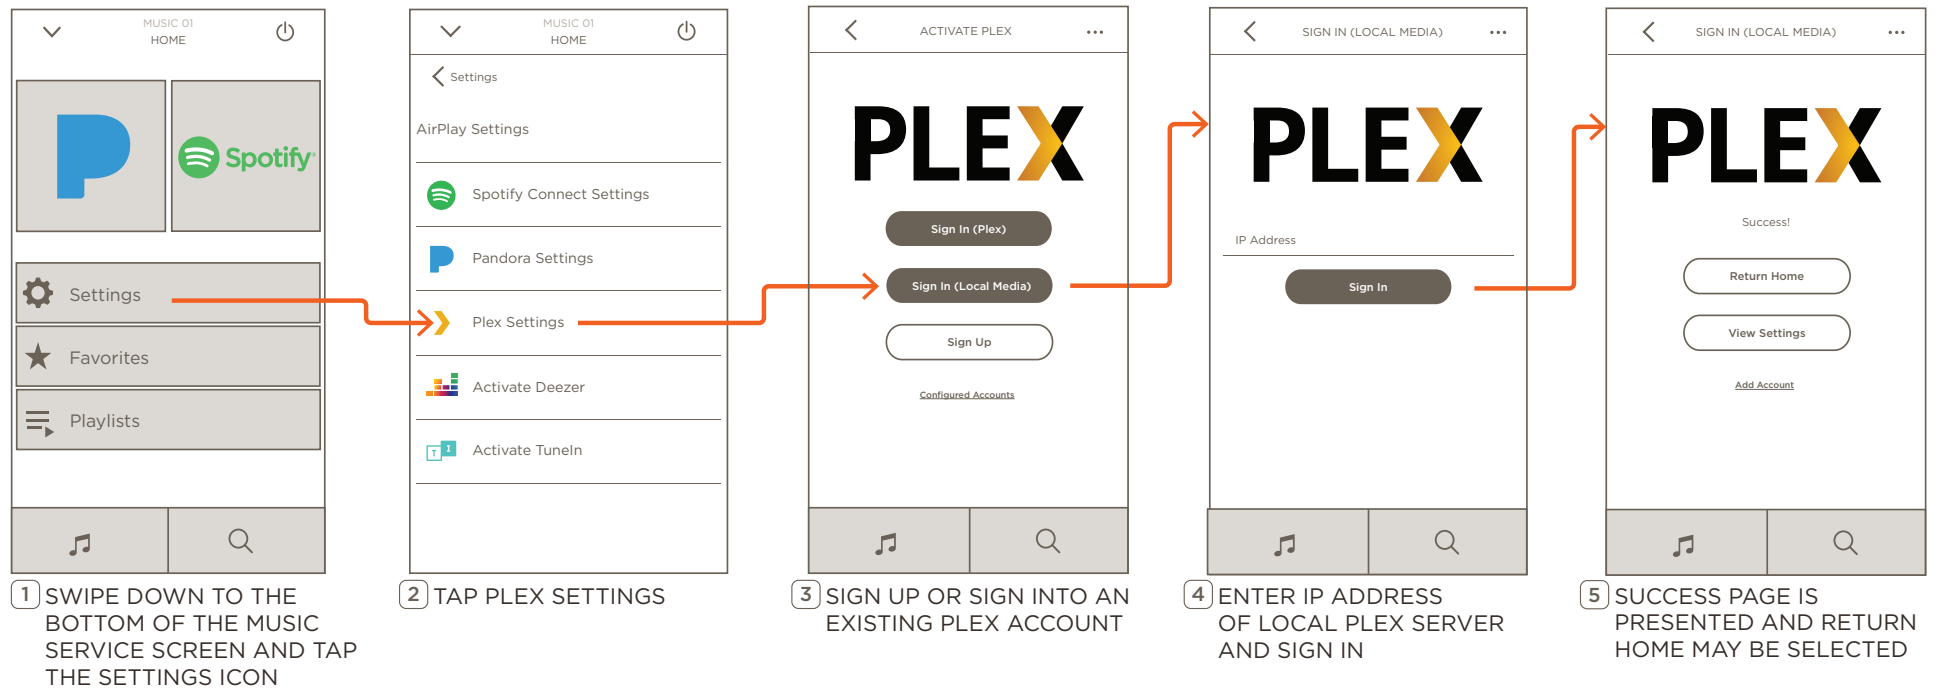 MUSIC 01
HOME
Spotify
Settings
Favorites
Playlists
1 SWIPE DOWN TO THE
BOTTOM OF THE MUSIC
SERVICE SCREEN AND TAP
THE SETTINGS ICON
MUSIC 01
HOME
Settings
AirPlay Settings
Spotify Connect Settings
Pandora Settings
Plex Settings
Activate Deezer
T I
Activate TuneIn
2 TAP PLEX SETTINGS
ACTIVATE PLEX
PLEX
Sign In (Plex)
Sign In (Local Media)
Sign Up
Configured Accounts
3 SIGN UP OR SIGN INTO AN
EXISTING PLEX ACCOUNT
SIGN IN (LOCAL MEDIA)
PLEX
IP Address
Sign In
4 ENTER IP ADDRESS
OF LOCAL PLEX SERVER
AND SIGN IN
SIGN IN (LOCAL MEDIA)
PLEX
Success!
Return Home
View Settings
Add Account
5 SUCCESS PAGE IS
PRESENTED AND RETURN
HOME MAY BE SELECTED